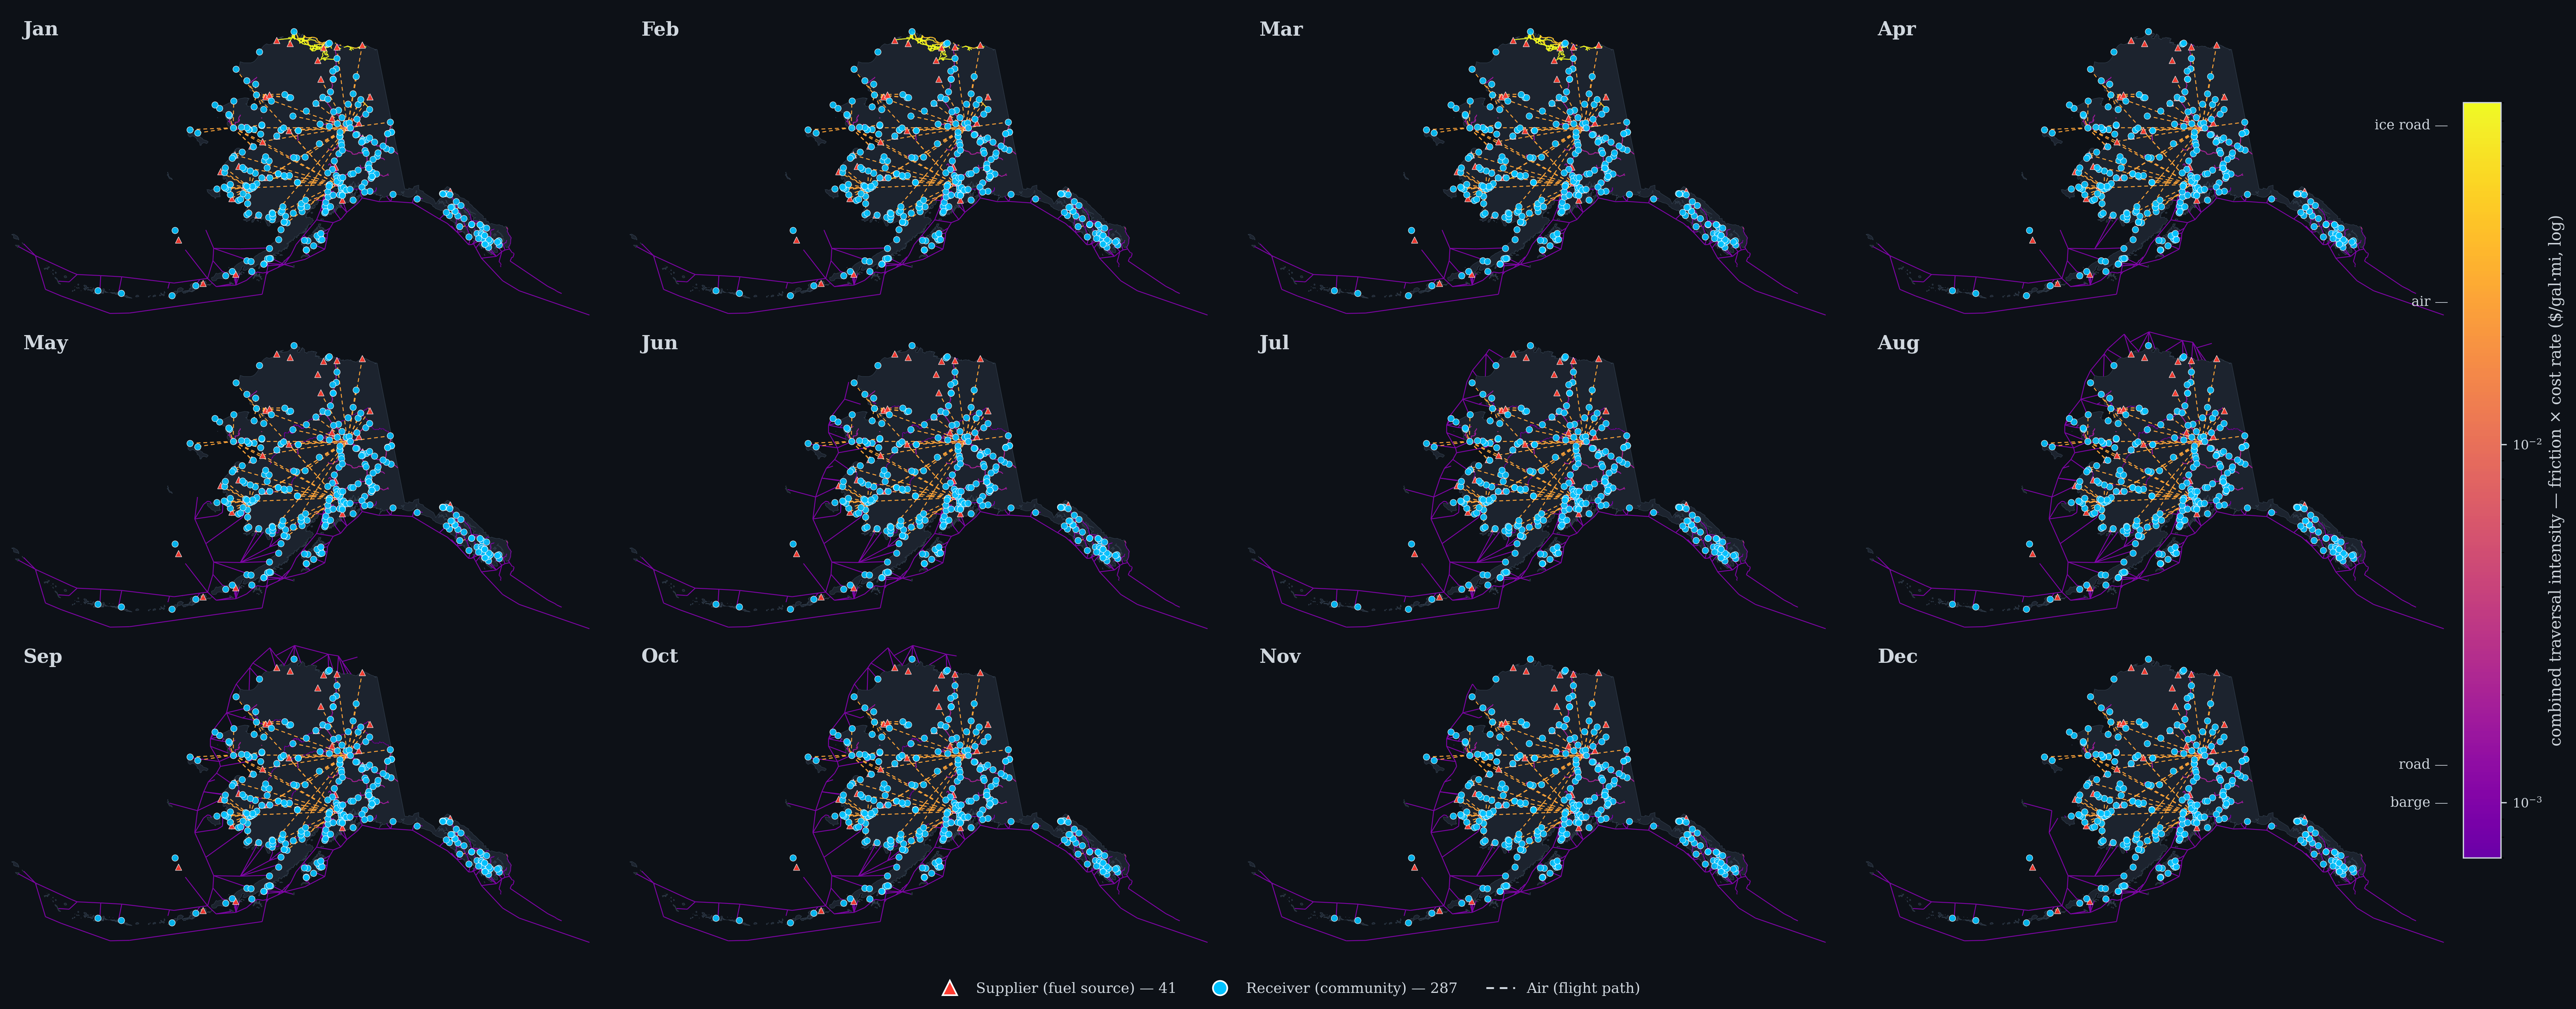 Jan
Feb
Mar
Apr
May
Jun
Jul
Aug
Sep
Oct
Nov
Dec
ice road —
air —
road —
barge —
10⁻²
10⁻³
combined traversal intensity — friction × cost rate ($/gal·mi, log)
Supplier (fuel source) — 41
Receiver (community) — 287
Air (flight path)